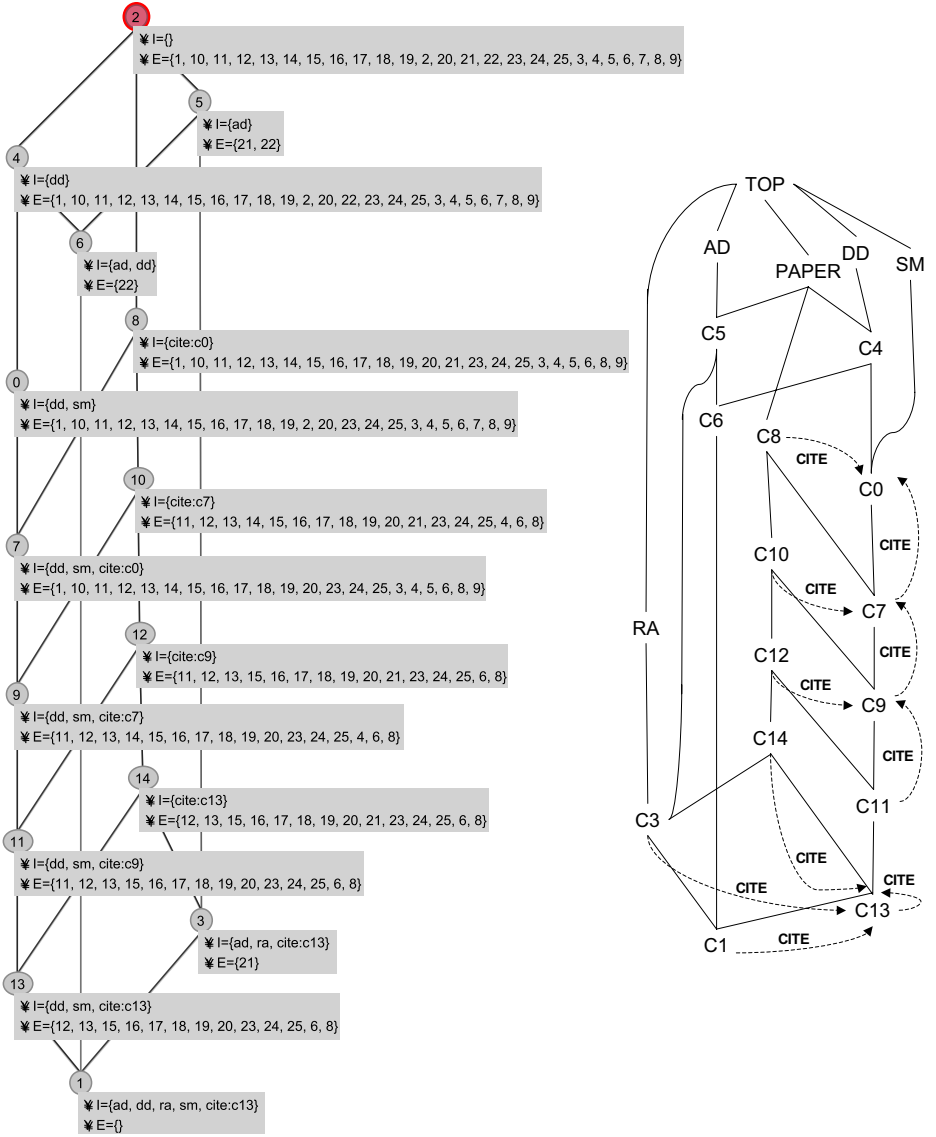 2
¥ I={}
¥ E={1, 10, 11, 12, 13, 14, 15, 16, 17, 18, 19, 2, 20, 21, 22, 23, 24, 25, 3, 4, 5, 6, 7, 8, 9}
5
¥ I={ad}
¥ E={21, 22}
4
¥ I={dd}
¥ E={1, 10, 11, 12, 13, 14, 15, 16, 17, 18, 19, 2, 20, 22, 23, 24, 25, 3, 4, 5, 6, 7, 8, 9}
6
¥ I={ad, dd}
¥ E={22}
8
¥ I={cite:c0}
¥ E={1, 10, 11, 12, 13, 14, 15, 16, 17, 18, 19, 20, 21, 23, 24, 25, 3, 4, 5, 6, 8, 9}
0
¥ I={dd, sm}
¥ E={1, 10, 11, 12, 13, 14, 15, 16, 17, 18, 19, 2, 20, 23, 24, 25, 3, 4, 5, 6, 7, 8, 9}
10
¥ I={cite:c7}
¥ E={11, 12, 13, 14, 15, 16, 17, 18, 19, 20, 21, 23, 24, 25, 4, 6, 8}
7
¥ I={dd, sm, cite:c0}
¥ E={1, 10, 11, 12, 13, 14, 15, 16, 17, 18, 19, 20, 23, 24, 25, 3, 4, 5, 6, 8, 9}
12
¥ I={cite:c9}
¥ E={11, 12, 13, 15, 16, 17, 18, 19, 20, 21, 23, 24, 25, 6, 8}
9
¥ I={dd, sm, cite:c7}
¥ E={11, 12, 13, 14, 15, 16, 17, 18, 19, 20, 23, 24, 25, 4, 6, 8}
14
¥ I={cite:c13}
¥ E={12, 13, 15, 16, 17, 18, 19, 20, 21, 23, 24, 25, 6, 8}
11
¥ I={dd, sm, cite:c9}
¥ E={11, 12, 13, 15, 16, 17, 18, 19, 20, 23, 24, 25, 6, 8}
3
¥ I={ad, ra, cite:c13}
¥ E={21}
13
¥ I={dd, sm, cite:c13}
¥ E={12, 13, 15, 16, 17, 18, 19, 20, 23, 24, 25, 6, 8}
1
¥ I={ad, dd, ra, sm, cite:c13}
¥ E={}
TOP
AD
DD
SM
PAPER
C5
C4
C6
C8
CITE
C0
CITE
C10
CITE
C7
RA
CITE
C12
CITE
C9
C14
CITE
C11
C3
CITE
CITE
CITE
C13
C1
CITE